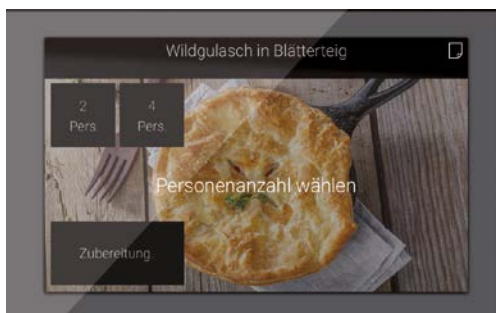 Wildgulasch in Blätterteig
2
Pers.
4
Pers.
Personenanzahl wählen
Zubereitung